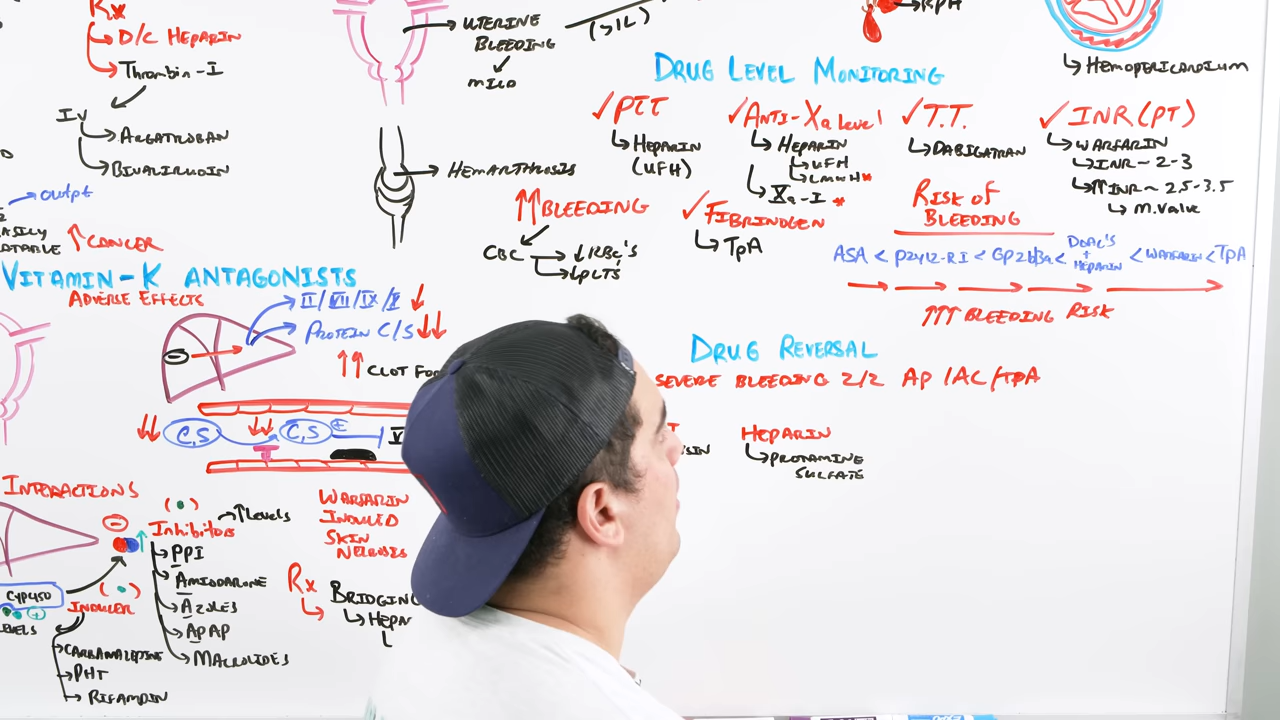 Rx
D/C HEPARIN
Thrombin-I
IV
ARGATROBAN
BIVALIRUDIN
UTERINE
BLEEDING
MILD
HEMARTHROSIS
RPH
HEMOPERICARDIUM
DRUG LEVEL MONITORING
✓PTT
HEPARIN
(UFH)
✓ANTI-Xa Level
HEPARIN
UFH
LMWH*
Xa-I *
✓T.T.
DABIGATRAN
✓INR (PT)
WARFARIN
INR~2-3
↑INR~2.5-3.5
M.Valve
↑↑BLEEDING
CBC
↓RBC's
↓PLTS
✓FIBRINOGEN
TPA
RISK OF
BLEEDING
ASA < P2Y12-RI < GP2b3a < DOAC'S + HEPARIN < WARFARIN < TPA
↑↑↑ BLEEDING RISK
outpt
↑CANCER
VITAMIN-K ANTAGONISTS
ADVERSE EFFECTS
II/VII/IX/X ↓
PROTEIN C/S ↓↓
↑↑ CLOT FO
↓↓ C,S ↓↓ C,S
DRUG REVERSAL
SEVERE BLEEDING 2/2 AP/AC/TPA
HEPARIN
PROTAMINE
SULFATE
INTERACTIONS
Inhibitors
↑Levels
PPI
AMIODARONE
AZOLES
APAP
MACROLIDES
CYP450
INDUCER
CARBAMAZEPINE
PHT
RIFAMPIN
WARFARIN
INDUCED
SKIN
NECROSIS
Rx
BRIDGING